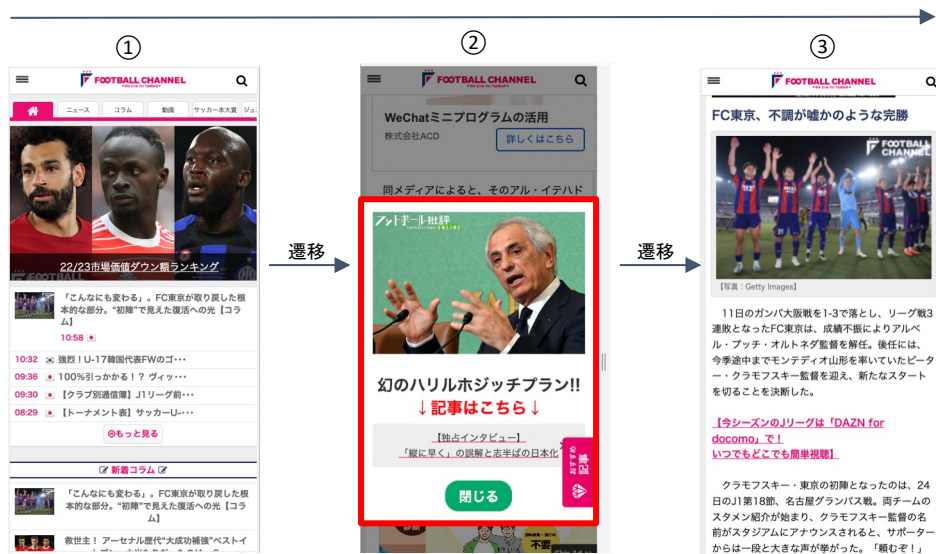 ①
FOOTBALL CHANNEL
• We Live For Football •
ニュース
コラム
動画
サッカー本大賞
ジュニ
22/23市場価値ダウン額ランキング
「こんなにも変わる」。FC東京が取り戻した根
本的な部分。“初陣”で見えた復活への光【コラ
ム】
10:58
10:32 強烈！U-17韓国代表FWのゴ･･･
09:36 100%引っかかる！？ ヴィッ･･･
09:30 【クラブ別通信簿】J1リーグ前･･･
08:29 【トーナメント表】サッカーU-･･･
もっと見る
新着コラム
「こんなにも変わる」。FC東京が取り戻した根
本的な部分。“初陣”で見えた復活への光【コラ
ム】
救世主！ アーセナル歴代“大成功補強”ベストイ
遷移
②
FOOTBALL CHANNEL
• We Live For Football •
WeChatミニプログラムの活用
株式会社ACD
詳しくはこちら
同メディアによると、そのアル・イテハド
フットボール批評
ONLINE
幻のハリルホジッチプラン!!
↓記事はこちら↓
【独占インタビュー】
「縦に早く」の誤解と志半ばの日本化
閉じる
診断
不要
遷移
③
FOOTBALL CHANNEL
• We Live For Football •
FC東京、不調が嘘かのような完勝
FOOTBALL
CHANNEL
【写真：Getty Images】
11日のガンバ大阪戦を1-3で落とし、リーグ戦3
連敗となったFC東京は、成績不振によりアルベ
ル・プッチ・オルトネダ監督を解任。後任には、
今季途中までモンテディオ山形を率いていたピータ
ー・クラモフスキー監督を迎え、新たなスタート
を切ることを決断した。
【今シーズンのJリーグは「DAZN for
docomo」で！
いつでもどこでも簡単視聴】
クラモフスキー・東京の初陣となったのは、24
日のJ1第18節、名古屋グランパス戦。両チームの
スタメン紹介が始まり、クラモフスキー監督の名
前がスタジアムにアナウンスされると、サポーター
からは一段と大きな声が挙がった。「頼むぞ！」